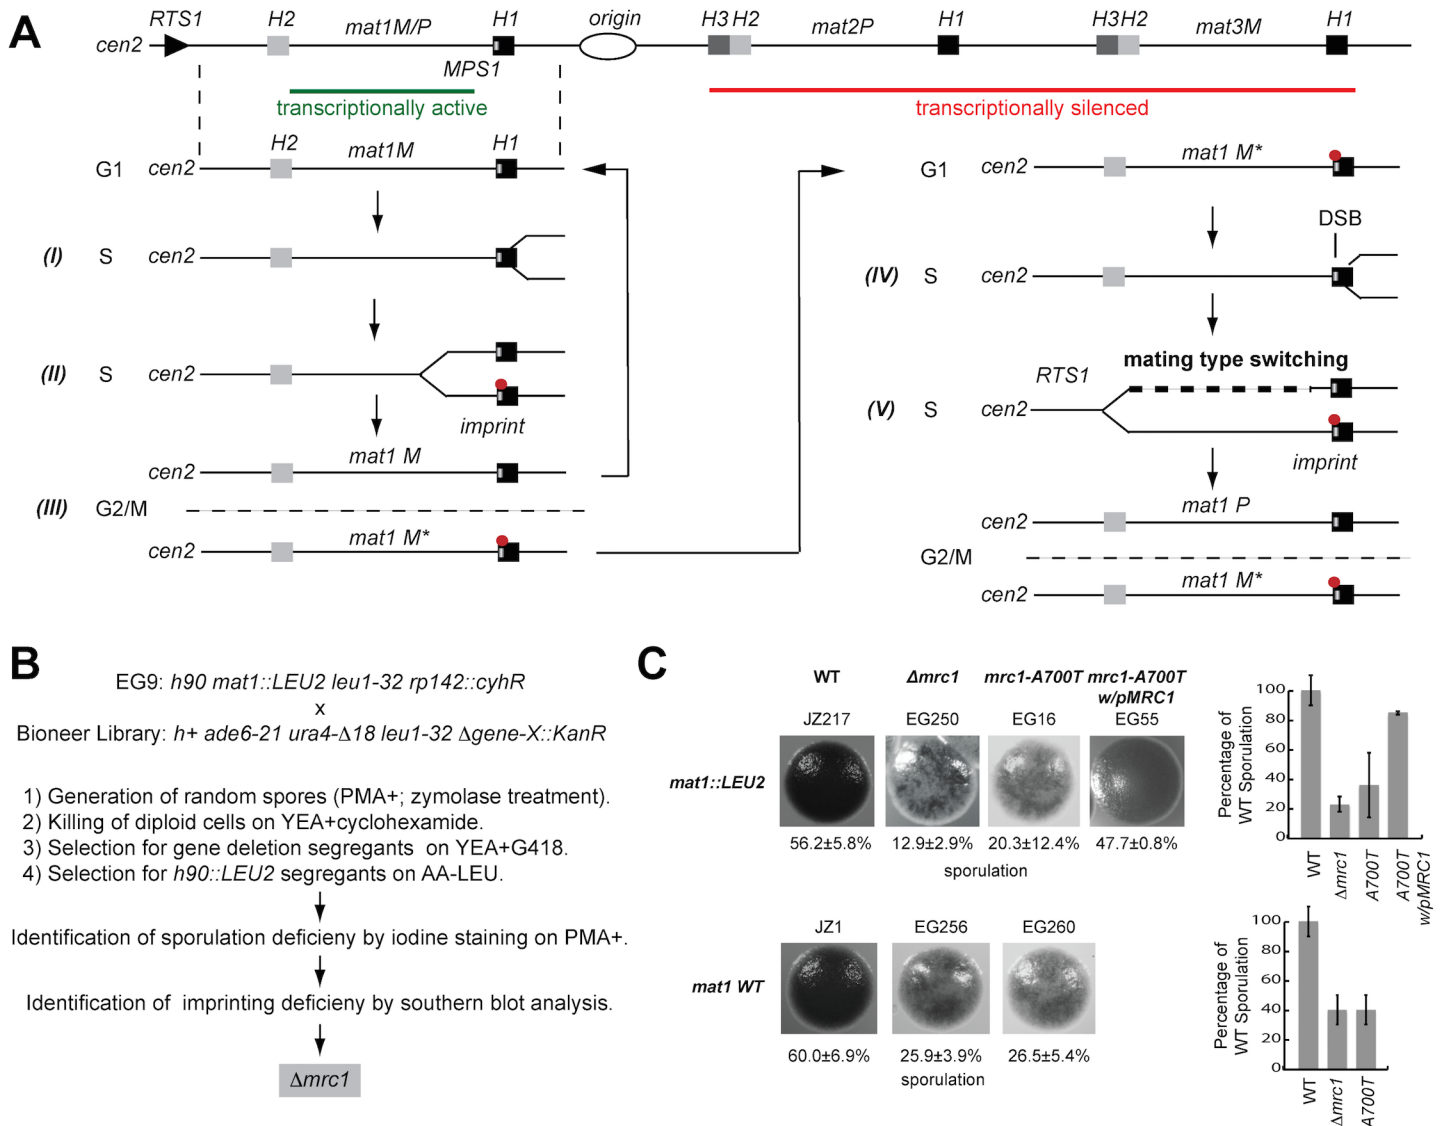 A
RTS1 H2 mat1M/P H1 origin H3 H2 mat2P H1 H3 H2 mat3M H1
cen2
MPS1
transcriptionally active
transcriptionally silenced
H2 mat1M H1
G1 cen2
(I) S cen2
(II) S cen2
imprint
mat1 M
cen2
(III) G2/M
mat1 M*
cen2
mat1 M*
G1 cen2
DSB
(IV) S cen2
mating type switching
RTS1
(V) S cen2
imprint
mat1 P
cen2
G2/M
mat1 M*
cen2
B
EG9: h90 mat1::LEU2 leu1-32 rp142::cyhR
x
Bioneer Library: h+ ade6-21 ura4-Δ18 leu1-32 Δgene-X::KanR
1) Generation of random spores (PMA+; zymolase treatment).
2) Killing of diploid cells on YEA+cyclohexamide.
3) Selection for gene deletion segregants on YEA+G418.
4) Selection for h90::LEU2 segregants on AA-LEU.
Identification of sporulation deficieny by iodine staining on PMA+.
Identification of imprinting deficieny by southern blot analysis.
Δmrc1
C
WT Δmrc1 mrc1-A700T mrc1-A700T
w/pMRC1
JZ217 EG250 EG16 EG55
mat1::LEU2
56.2±5.8% 12.9±2.9% 20.3±12.4% 47.7±0.8%
sporulation
JZ1 EG256 EG260
mat1 WT
60.0±6.9% 25.9±3.9% 26.5±5.4%
sporulation
Percentage of
WT Sporulation
100
80
60
40
20
0
WT
Δmrc1
A700T
A700T
w/pMRC1
Percentage of
WT Sporulation
100
80
60
40
20
0
WT
Δmrc1
A700T